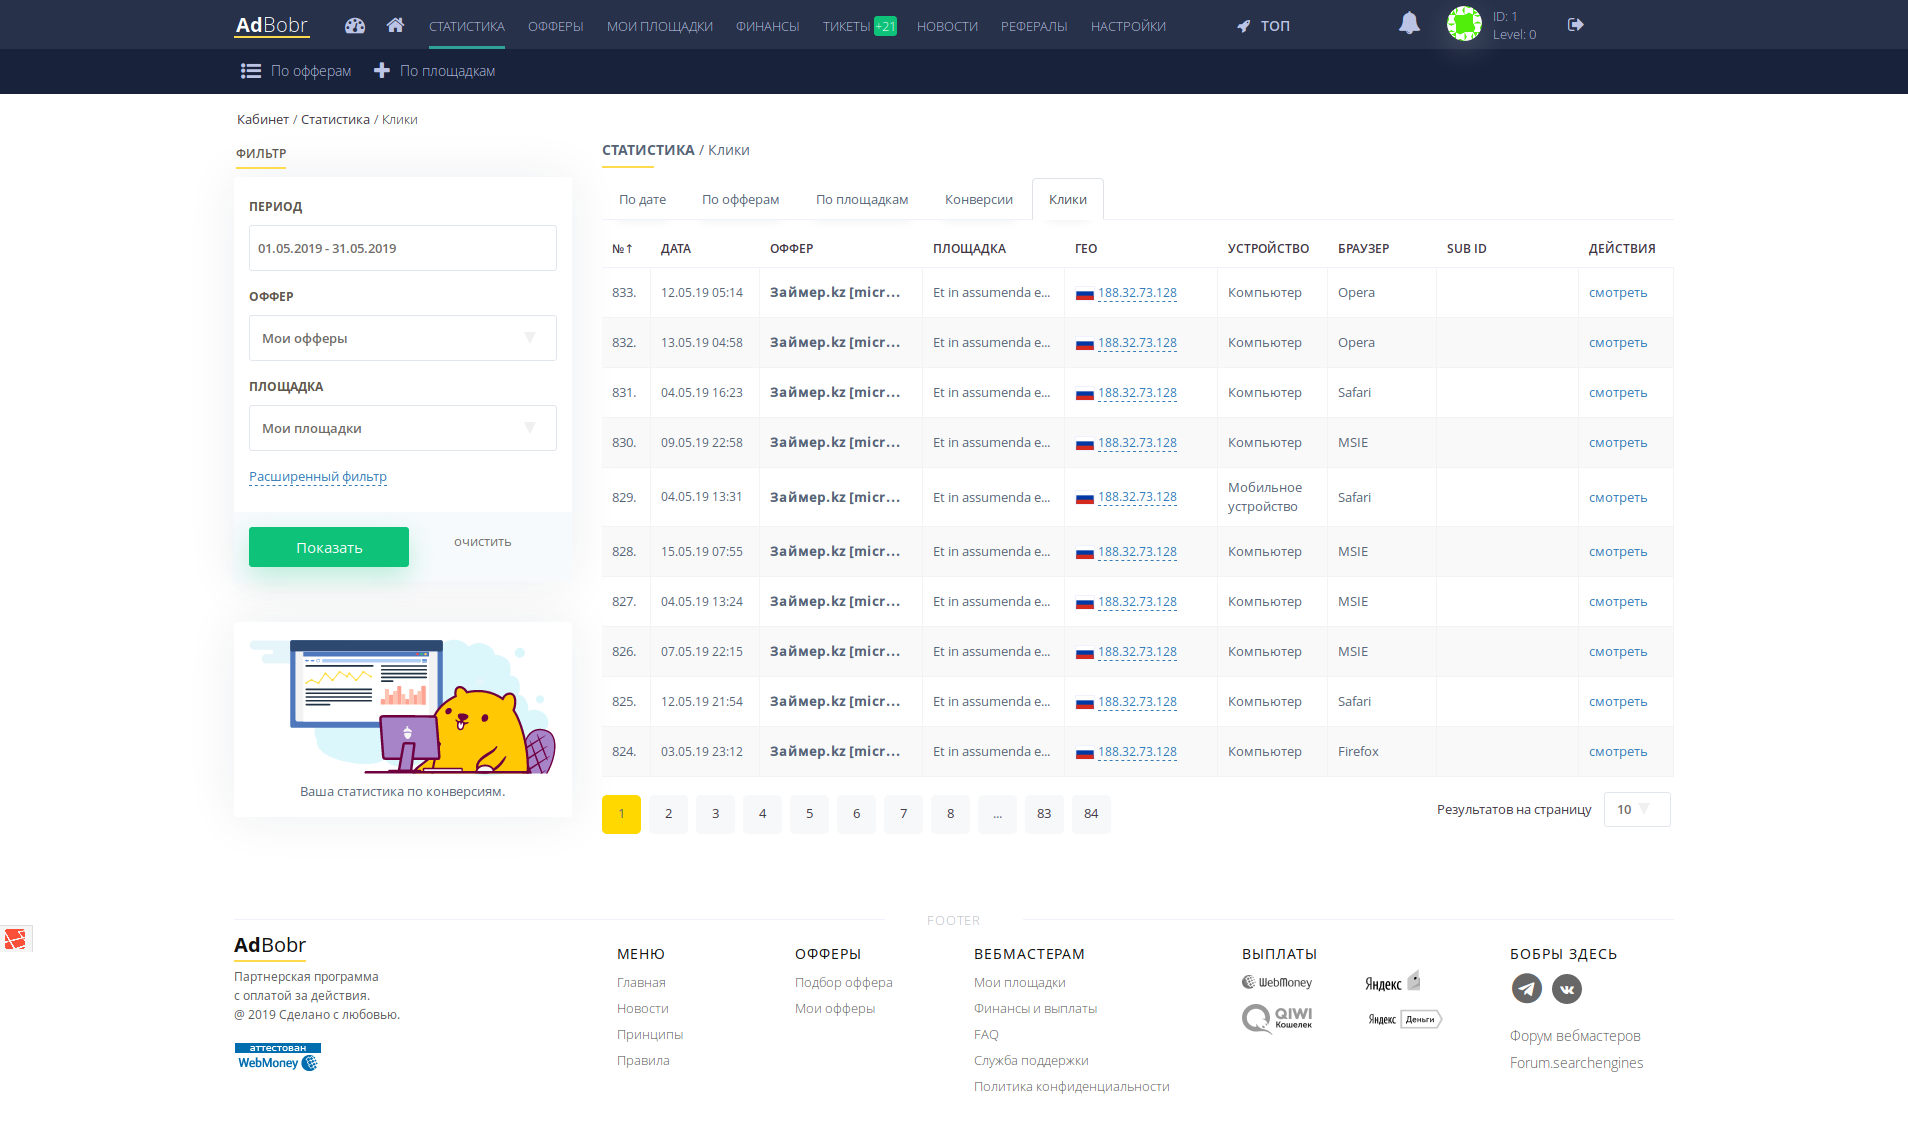 AdBobr СТАТИСТИКА ОФФЕРЫ МОИ ПЛОЩАДКИ ФИНАНСЫ ТИКЕТЫ +21 НОВОСТИ РЕФЕРАЛЫ НАСТРОЙКИ ТОП ID: 1
Level: 0
По офферам По площадкам
Кабинет / Статистика / Клики
ФИЛЬТР
ПЕРИОД
01.05.2019 - 31.05.2019
ОФФЕР
Мои офферы
ПЛОЩАДКА
Мои площадки
Расширенный фильтр
Показать очистить
Ваша статистика по конверсиям.
СТАТИСТИКА / Клики
По дате По офферам По площадкам Конверсии Клики
№↑ ДАТА ОФФЕР ПЛОЩАДКА ГЕО УСТРОЙСТВО БРАУЗЕР SUB ID ДЕЙСТВИЯ
833. 12.05.19 05:14 Займер.kz [micr... Et in assumenda e... 188.32.73.128 Компьютер Opera смотреть
832. 13.05.19 04:58 Займер.kz [micr... Et in assumenda e... 188.32.73.128 Компьютер Opera смотреть
831. 04.05.19 16:23 Займер.kz [micr... Et in assumenda e... 188.32.73.128 Компьютер Safari смотреть
830. 09.05.19 22:58 Займер.kz [micr... Et in assumenda e... 188.32.73.128 Компьютер MSIE смотреть
829. 04.05.19 13:31 Займер.kz [micr... Et in assumenda e... 188.32.73.128 Мобильное устройство Safari смотреть
828. 15.05.19 07:55 Займер.kz [micr... Et in assumenda e... 188.32.73.128 Компьютер MSIE смотреть
827. 04.05.19 13:24 Займер.kz [micr... Et in assumenda e... 188.32.73.128 Компьютер MSIE смотреть
826. 07.05.19 22:15 Займер.kz [micr... Et in assumenda e... 188.32.73.128 Компьютер MSIE смотреть
825. 12.05.19 21:54 Займер.kz [micr... Et in assumenda e... 188.32.73.128 Компьютер Safari смотреть
824. 03.05.19 23:12 Займер.kz [micr... Et in assumenda e... 188.32.73.128 Компьютер Firefox смотреть
1 2 3 4 5 6 7 8 ... 83 84 Результатов на страницу 10
FOOTER
AdBobr
Партнерская программа
с оплатой за действия.
@ 2019 Сделано с любовью.
аттестован
WebMoney
МЕНЮ
Главная
Новости
Принципы
Правила
ОФФЕРЫ
Подбор оффера
Мои офферы
ВЕБМАСТЕРАМ
Мои площадки
Финансы и выплаты
FAQ
Служба поддержки
Политика конфиденциальности
ВЫПЛАТЫ
WebMoney Яндекс
QIWI Кошелек Яндекс Деньги
БОБРЫ ЗДЕСЬ
Форум вебмастеров
Forum.searchengines